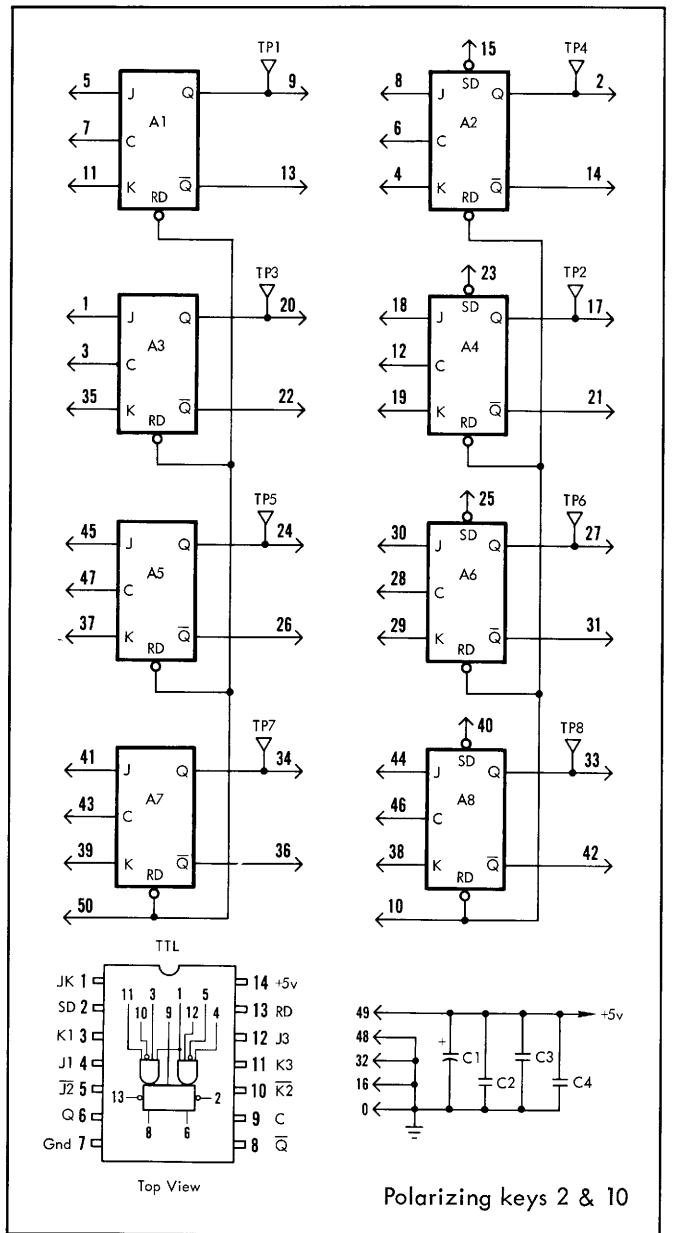 TP1
5 J Q 9
A1
7 C
11 K Q̅ 13
RD
15
TP4
SD
8 J Q 2
A2
6 C
4 K Q̅ 14
RD
TP3
1 J Q 20
A3
3 C
35 K Q̅ 22
RD
23
TP2
SD
18 J Q 17
A4
12 C
19 K Q̅ 21
RD
TP5
45 J Q 24
A5
47 C
37 K Q̅ 26
RD
25
TP6
SD
30 J Q 27
A6
28 C
29 K Q̅ 31
RD
TP7
41 J Q 34
A7
43 C
39 K Q̅ 36
RD
50
40
TP8
SD
44 J Q 33
A8
46 C
38 K Q̅ 42
RD
10
TTL
JK 1
SD 2
K1 3
J1 4
J̅2̅ 5
Q 6
Gnd 7
11 3 1 5
10 9 12 4
13 2
8 6
14 +5v
13 RD
12 J3
11 K3
10 K̅2̅
9 C
8 Q̅
Top View
49 +5v
48
32
16
0
+
C1 C2 C3 C4
Polarizing keys 2 & 10